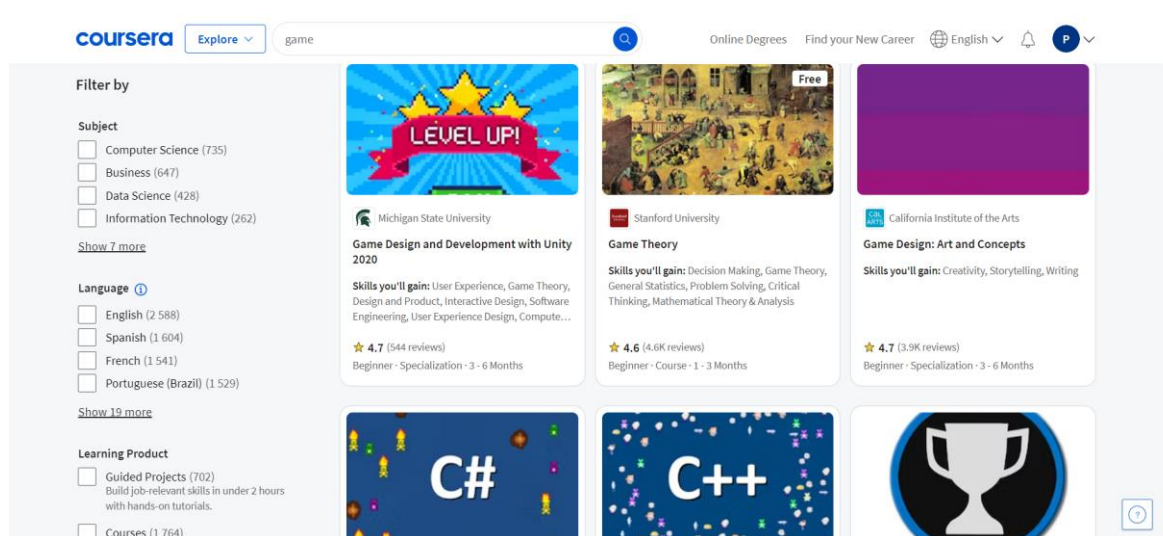 coursera
Explore
game
Online Degrees
Find your New Career
English
P
Filter by
Subject
Computer Science (735)
Business (647)
Data Science (428)
Information Technology (262)
Show 7 more
Language
English (2 588)
Spanish (1 604)
French (1 541)
Portuguese (Brazil) (1 529)
Show 19 more
Learning Product
Guided Projects (702)
Build job-relevant skills in under 2 hours
with hands-on tutorials.
Courses (1 764)
LEVEL UP!
Michigan State University
Game Design and Development with Unity
2020
Skills you'll gain: User Experience, Game Theory,
Design and Product, Interactive Design, Software
Engineering, User Experience Design, Compute...
4.7 (544 reviews)
Beginner · Specialization · 3 - 6 Months
Free
Stanford University
Game Theory
Skills you'll gain: Decision Making, Game Theory,
General Statistics, Problem Solving, Critical
Thinking, Mathematical Theory & Analysis
4.6 (4.6K reviews)
Beginner · Course · 1 - 3 Months
CAL
ARTS
California Institute of the Arts
Game Design: Art and Concepts
Skills you'll gain: Creativity, Storytelling, Writing
4.7 (3.9K reviews)
Beginner · Specialization · 3 - 6 Months
C#
C++
?